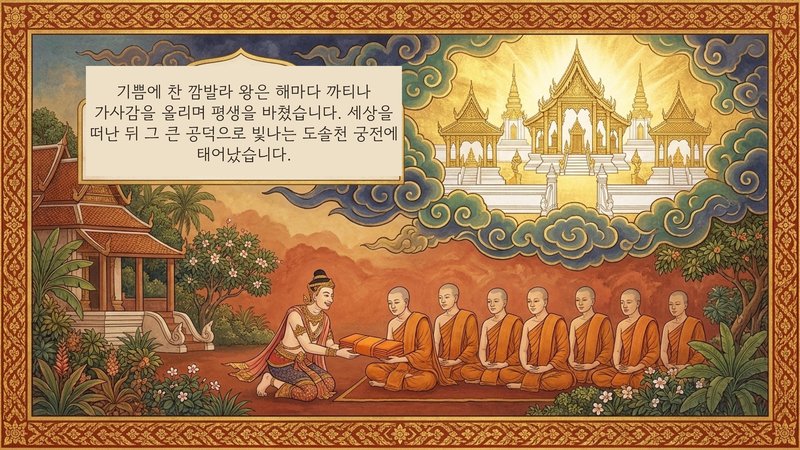 기쁨에 찬 깜발라 왕은 해마다 까티나
가사감을 올리며 평생을 바쳤습니다. 세상을
떠난 뒤 그 큰 공덕으로 빛나는 도솔천 궁전에
태어났습니다.